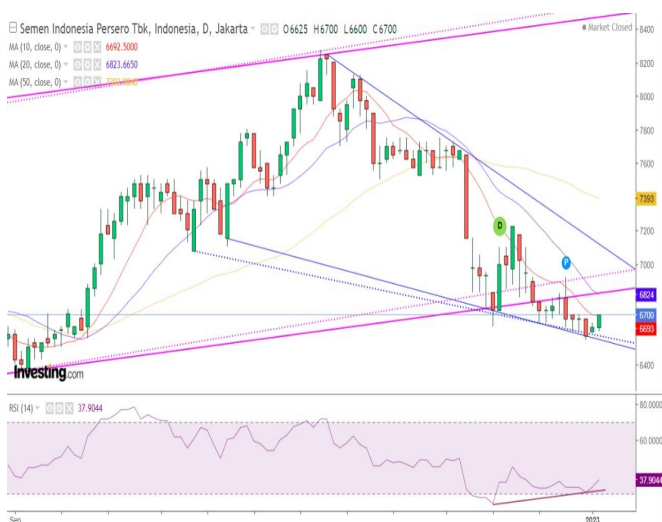 Semen Indonesia Persero Tbk, Indonesia, D, Jakarta O6625 H6700 L6600 C6700
Market Closed
MA (10, close, 0) 6692.5000
MA (20, close, 0) 6823.6650
MA (50, close, 0)
8400
8200
8000
7800
7600
7393
7200
7000
6824
6700
6693
6400
D
P
Investing.com
RSI (14) 37.9044
80.0000
60.0000
37.9044
Sep
2023